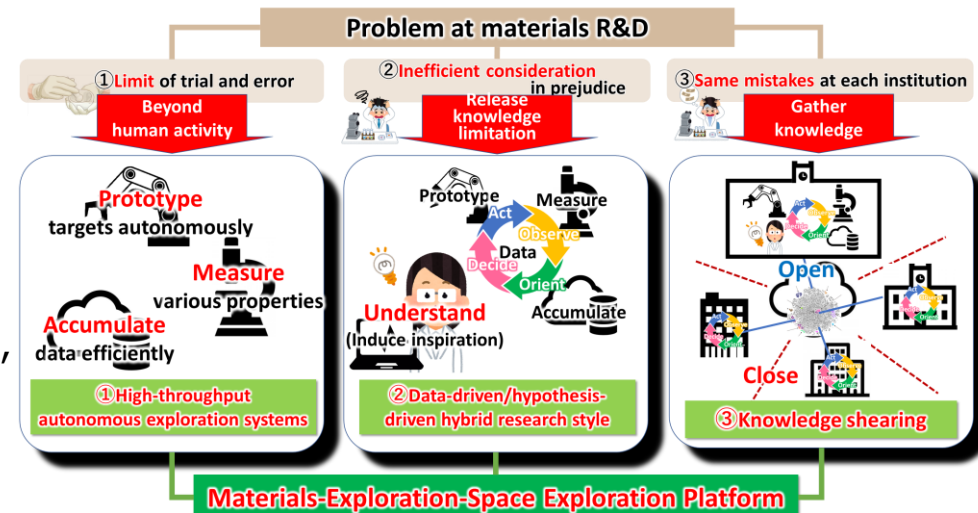 Problem at materials R&D
①Limit of trial and error
②Inefficient consideration
in prejudice
③Same mistakes at each institution
Beyond
human activity
Release
knowledge
limitation
Gather
knowledge
Prototype
targets autonomously
Measure
various properties
Accumulate
data efficiently
①High-throughput
autonomous exploration systems
Prototype
Measure
Act
Observe
Data
Decide
Orient
Understand
(Induce inspiration)
Accumulate
②Data-driven/hypothesis-
driven hybrid research style
Open
Close
③Knowledge shearing
,
Materials-Exploration-Space Exploration Platform